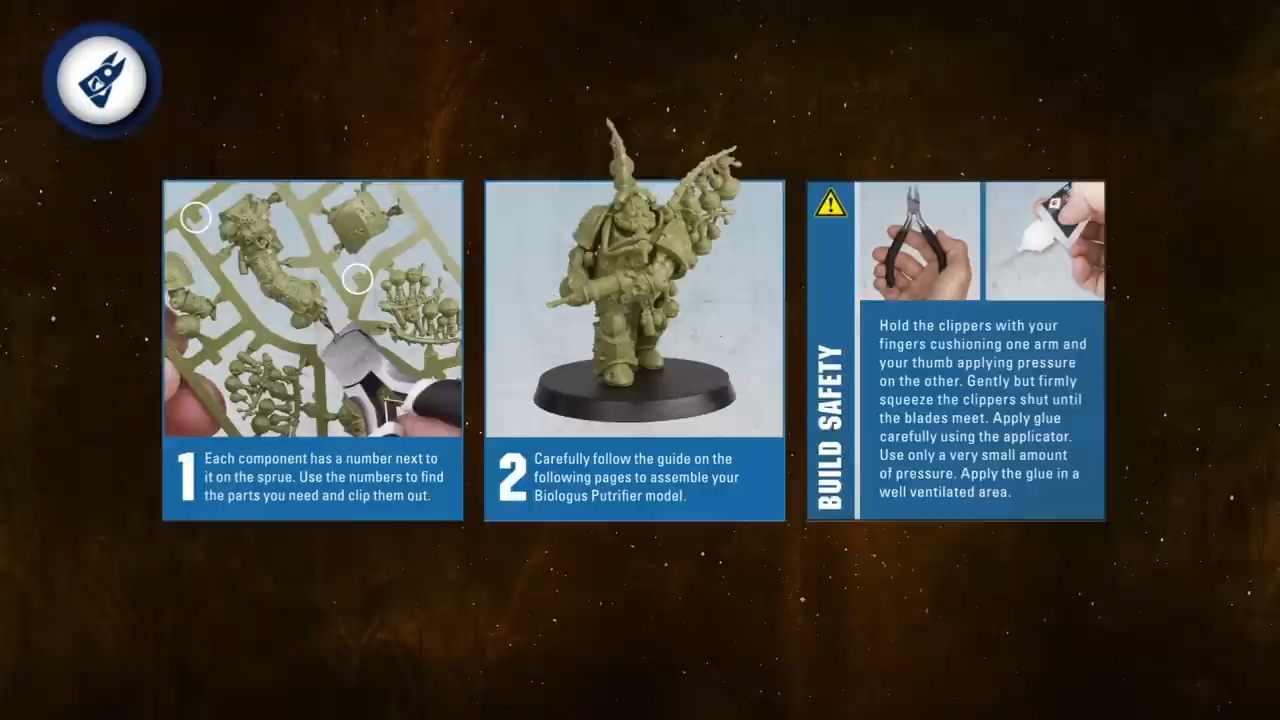 1
Each component has a number next to
it on the sprue. Use the numbers to find
the parts you need and clip them out.
2
Carefully follow the guide on the
following pages to assemble your
Biologus Putrifier model.
BUILD SAFETY
Hold the clippers with your
fingers cushioning one arm and
your thumb applying pressure
on the other. Gently but firmly
squeeze the clippers shut until
the blades meet. Apply glue
carefully using the applicator.
Use only a very small amount
of pressure. Apply the glue in a
well ventilated area.